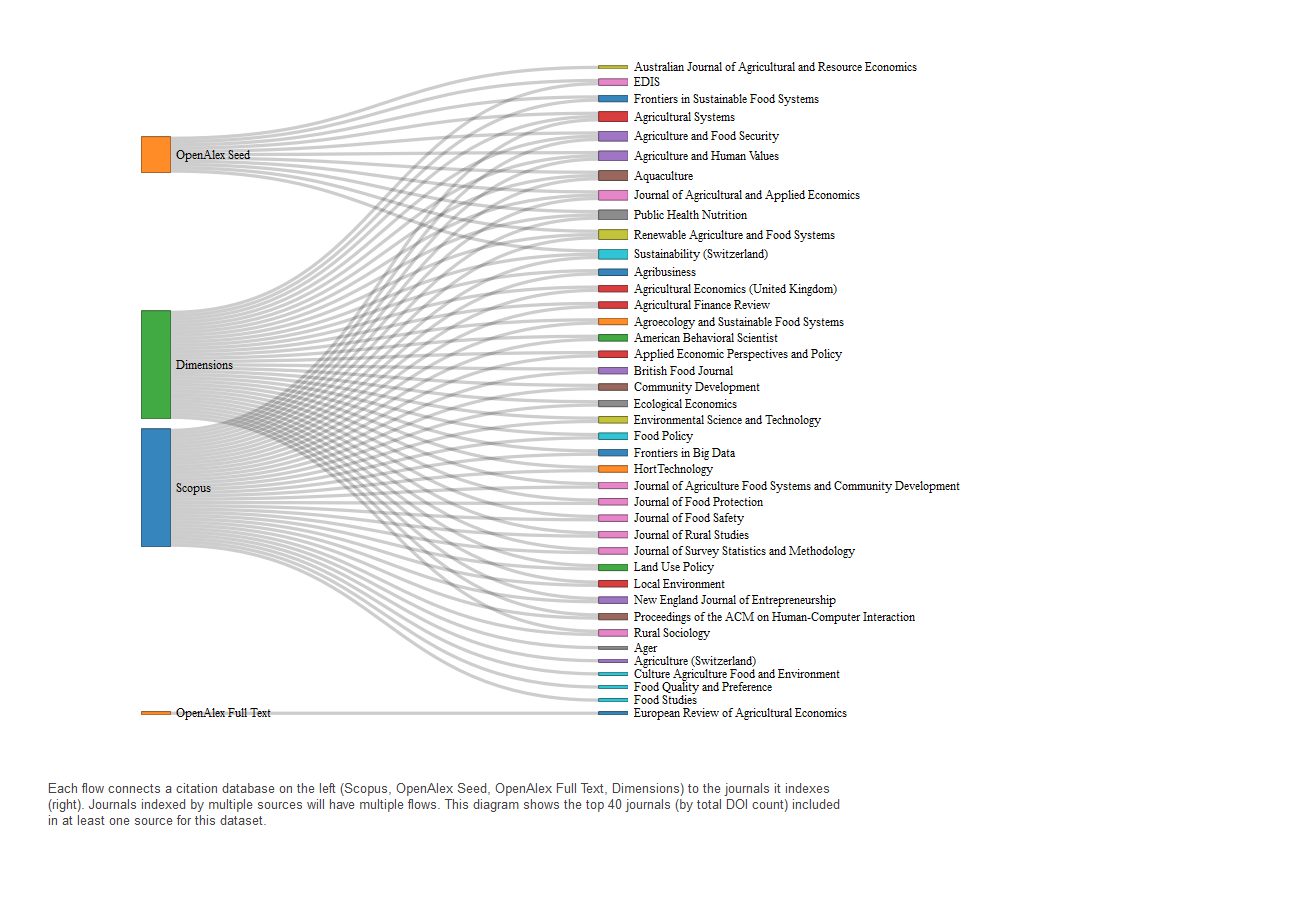 OpenAlex Seed
Dimensions
Scopus
OpenAlex Full Text
Australian Journal of Agricultural and Resource Economics
EDIS
Frontiers in Sustainable Food Systems
Agricultural Systems
Agriculture and Food Security
Agriculture and Human Values
Aquaculture
Journal of Agricultural and Applied Economics
Public Health Nutrition
Renewable Agriculture and Food Systems
Sustainability (Switzerland)
Agribusiness
Agricultural Economics (United Kingdom)
Agricultural Finance Review
Agroecology and Sustainable Food Systems
American Behavioral Scientist
Applied Economic Perspectives and Policy
British Food Journal
Community Development
Ecological Economics
Environmental Science and Technology
Food Policy
Frontiers in Big Data
HortTechnology
Journal of Agriculture Food Systems and Community Development
Journal of Food Protection
Journal of Food Safety
Journal of Rural Studies
Journal of Survey Statistics and Methodology
Land Use Policy
Local Environment
New England Journal of Entrepreneurship
Proceedings of the ACM on Human-Computer Interaction
Rural Sociology
Ager
Agriculture (Switzerland)
Culture Agriculture Food and Environment
Food Quality and Preference
Food Studies
European Review of Agricultural Economics
Each flow connects a citation database on the left (Scopus, OpenAlex Seed, OpenAlex Full Text, Dimensions) to the journals it indexes
(right). Journals indexed by multiple sources will have multiple flows. This diagram shows the top 40 journals (by total DOI count) included
in at least one source for this dataset.